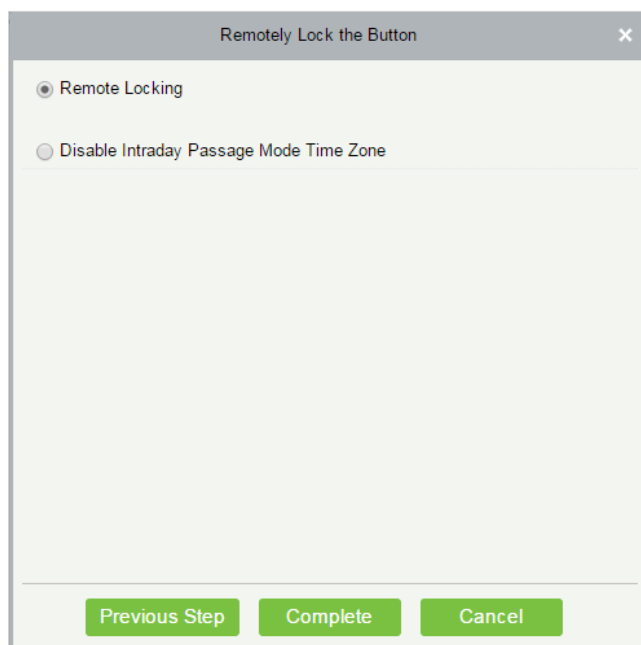 Remotely Lock the Button
Remote Locking
Disable Intraday Passage Mode Time Zone
Previous Step Complete Cancel